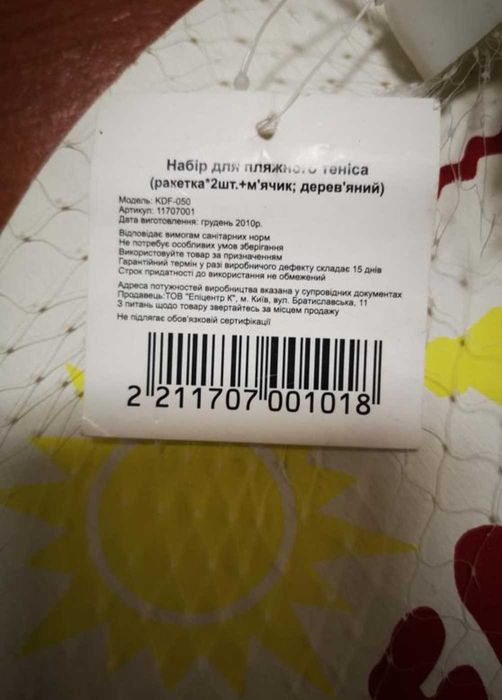 Набір для пляжного теніса
(ракетка*2шт.+м'ячик; дерев'яний)
Модель: KDF-050
Артикул: 11707001
Дата виготовлення: грудень 2010р.
Відповідає вимогам санітарних норм
Не потребує особливих умов зберігання
Використовуйте товар за призначенням
Гарантійний термін у разі виробничого дефекту складає 15 днів
Строк придатності до використання не обмежений
Адреса потужностей виробництва вказана у супровідних документах
Продавець:ТОВ "Епіцентр К", м. Київ, вул. Братиславська, 11
З питань щодо товару звертайтесь за місцем продажу
Не підлягає обов'язковій сертифікації
2 211707 001018